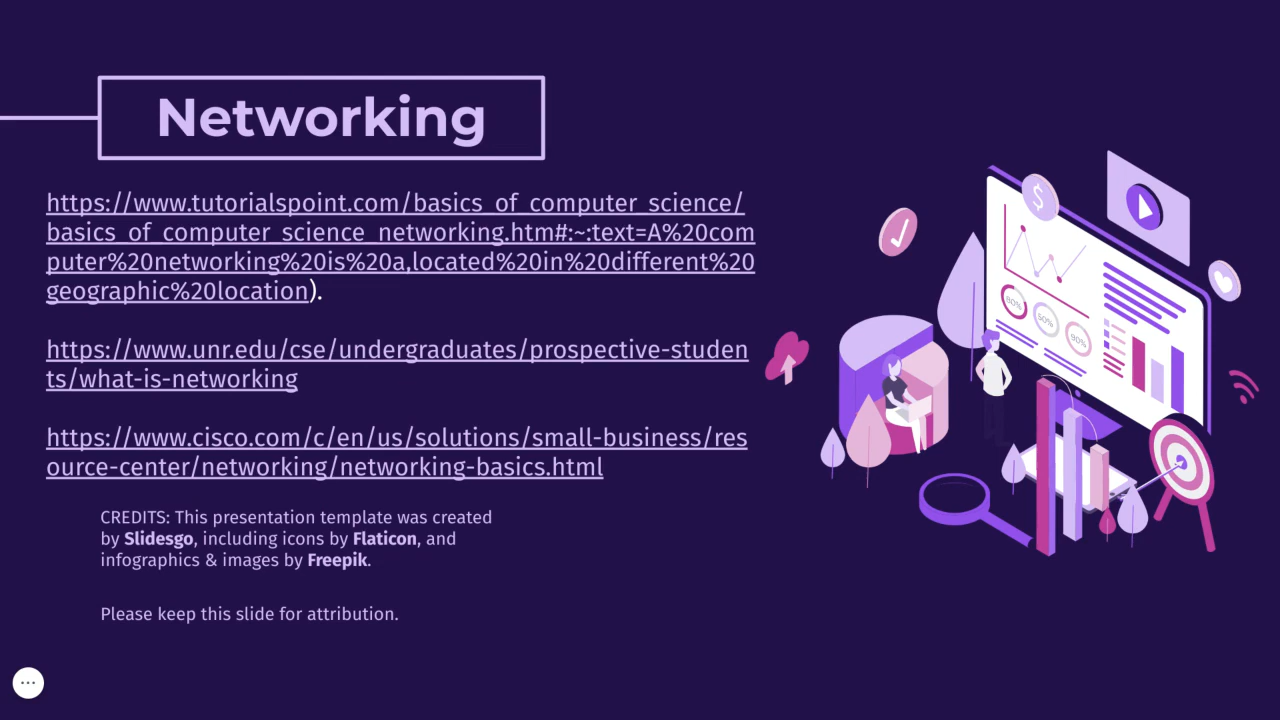 Networking
https://www.tutorialspoint.com/basics_of_computer_science/
basics_of_computer_science_networking.htm#:~:text=A%20com
puter%20networking%20is%20a,located%20in%20different%20
geographic%20location).
https://www.unr.edu/cse/undergraduates/prospective-studen
ts/what-is-networking
https://www.cisco.com/c/en/us/solutions/small-business/res
ource-center/networking/networking-basics.html
CREDITS: This presentation template was created
by Slidesgo, including icons by Flaticon, and
infographics & images by Freepik.
Please keep this slide for attribution.
$
80%
50%
90%